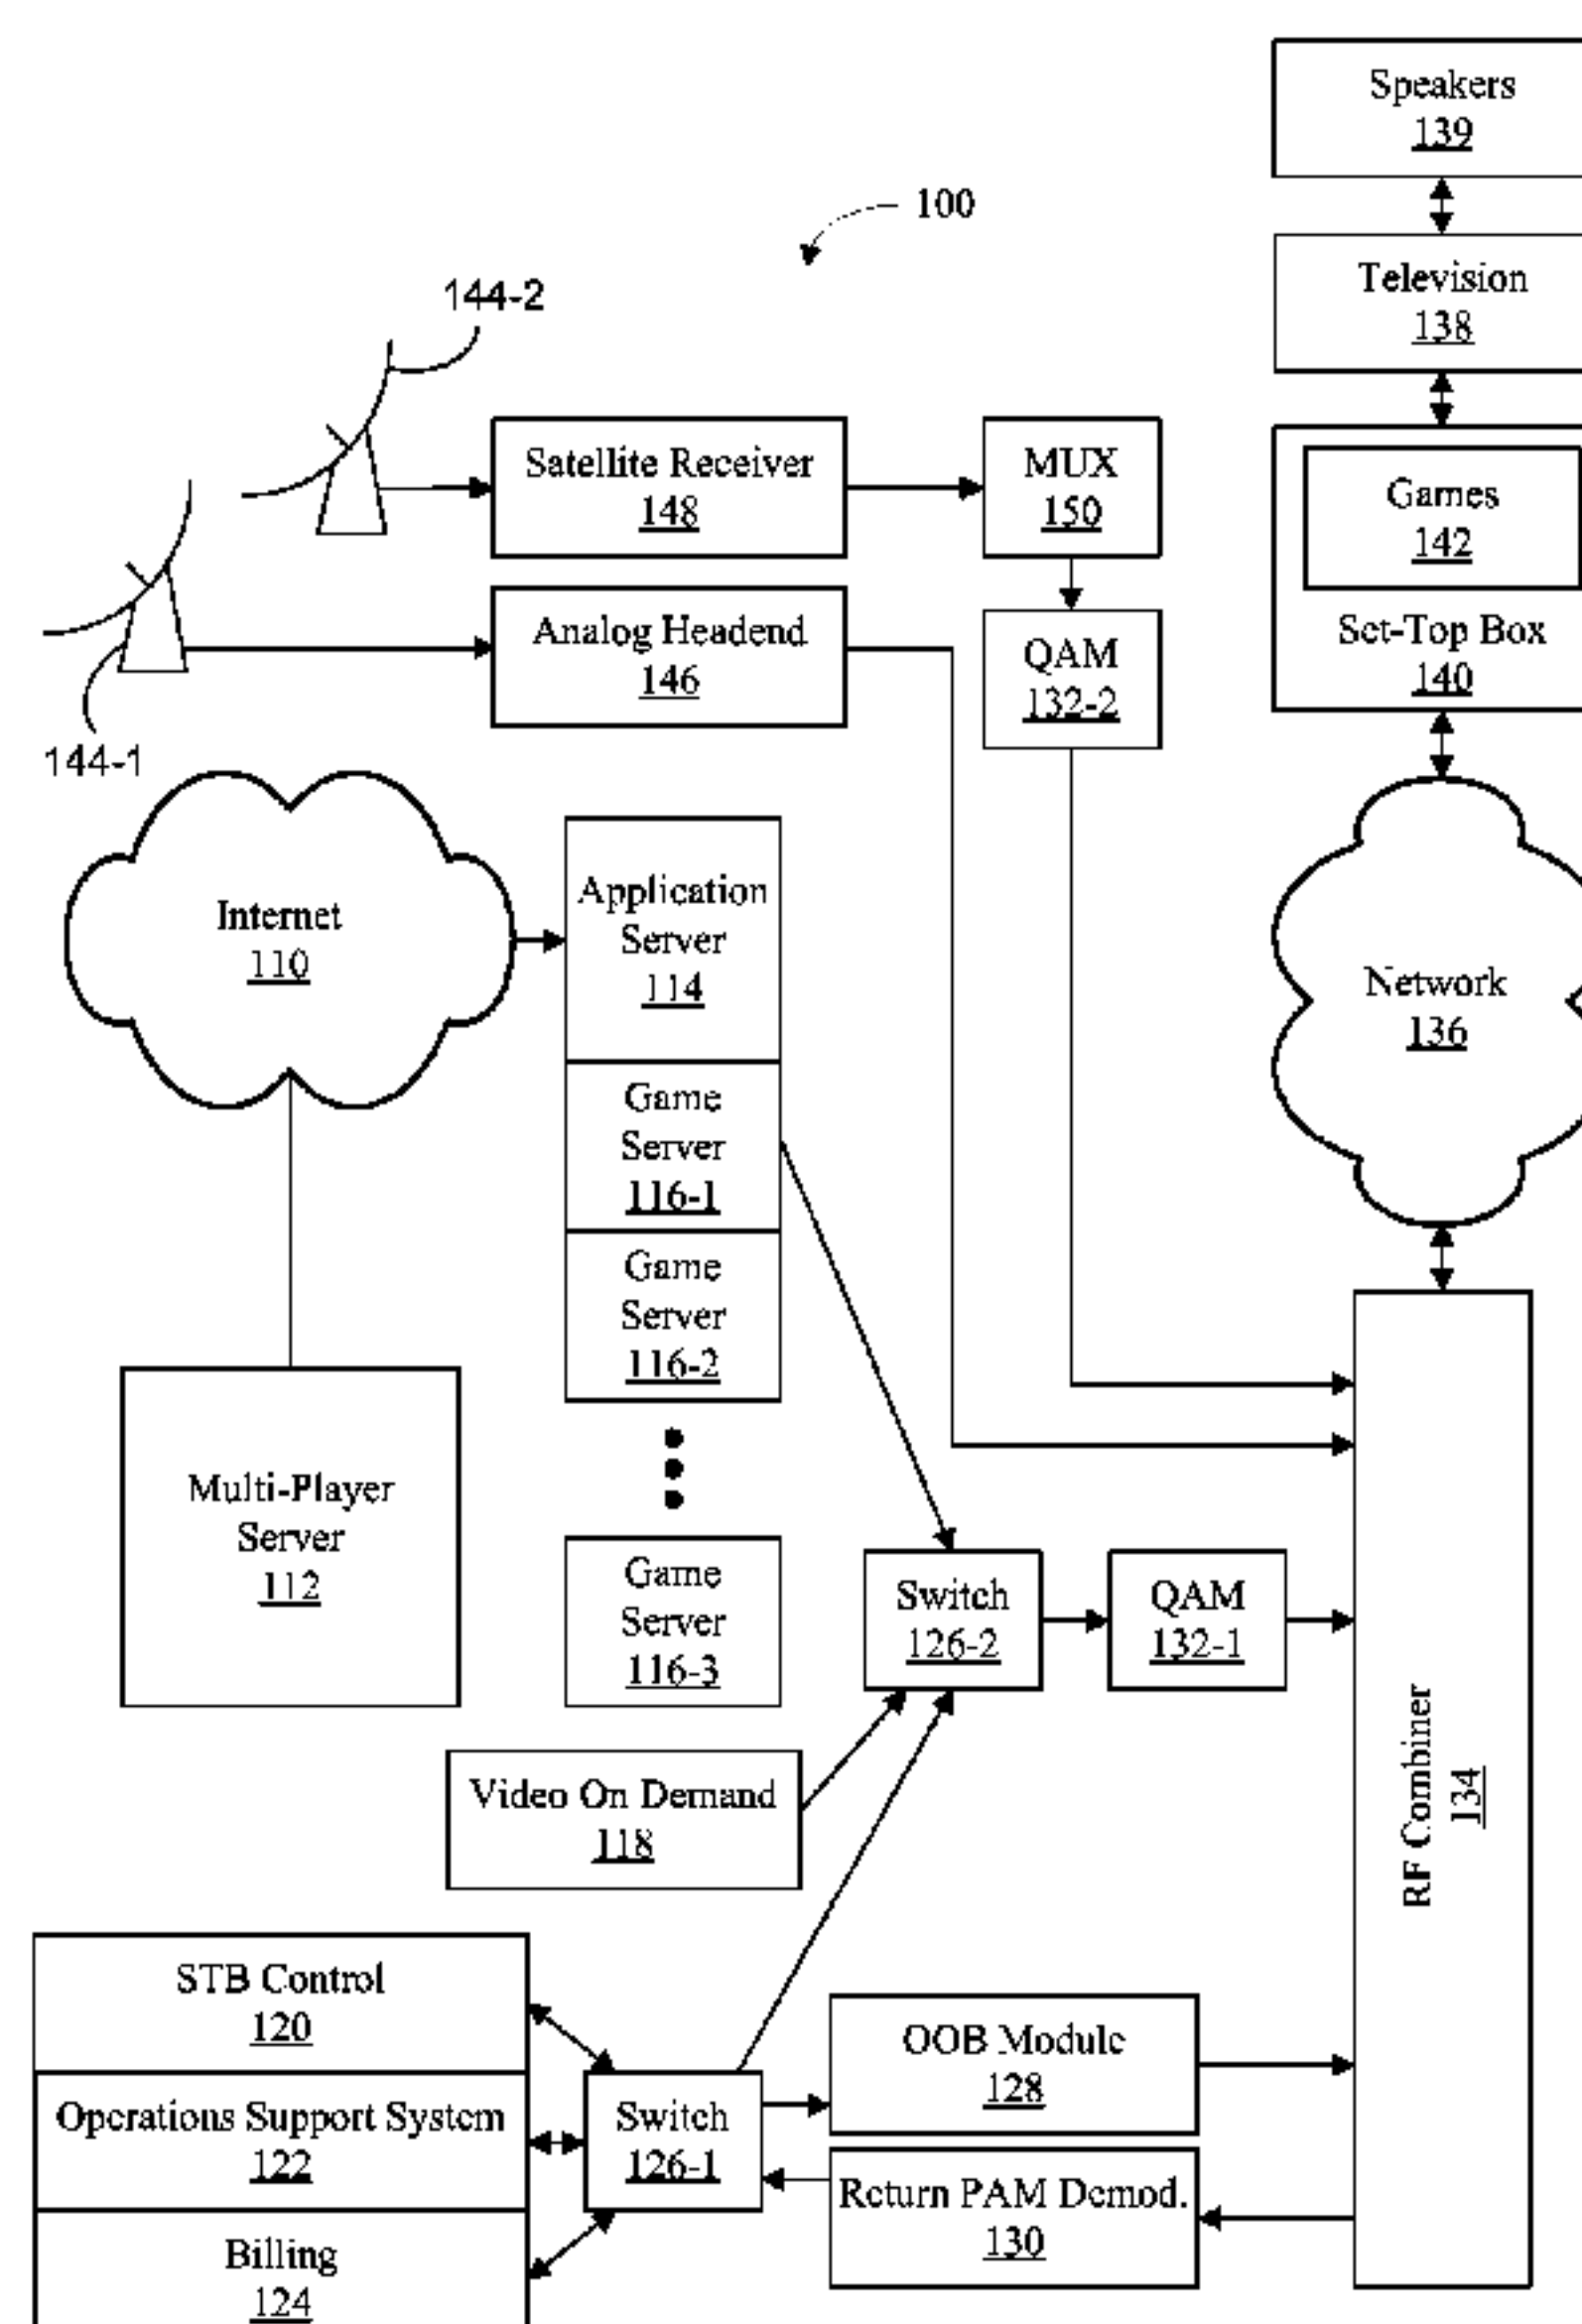 Speakers
139
100
Television
138
144-2
Satellite Receiver
148
MUX
150
Games
142
Set-Top Box
140
Analog Headend
146
QAM
132-2
144-1
Internet
110
Application
Server
114
Network
136
Game
Server
116-1
Game
Server
116-2
Multi-Player
Server
112
Game
Server
116-3
Switch
126-2
QAM
132-1
RF Combiner
134
Video On Demand
118
STB Control
120
OOB Module
128
Operations Support System
122
Switch
126-1
Return PAM Demod.
130
Billing
124